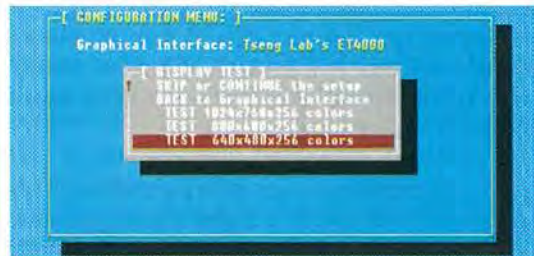 [ CONFIGURATION MENU: ]
Graphical Interface: Tseng Lab's ET4000
[ DISPLAY TEST ]
SKIP or CONTINUE the setup
BACK to Graphical Interface
TEST 1024x768x256 colors
TEST 800x600x256 colors
TEST 640x480x256 colors